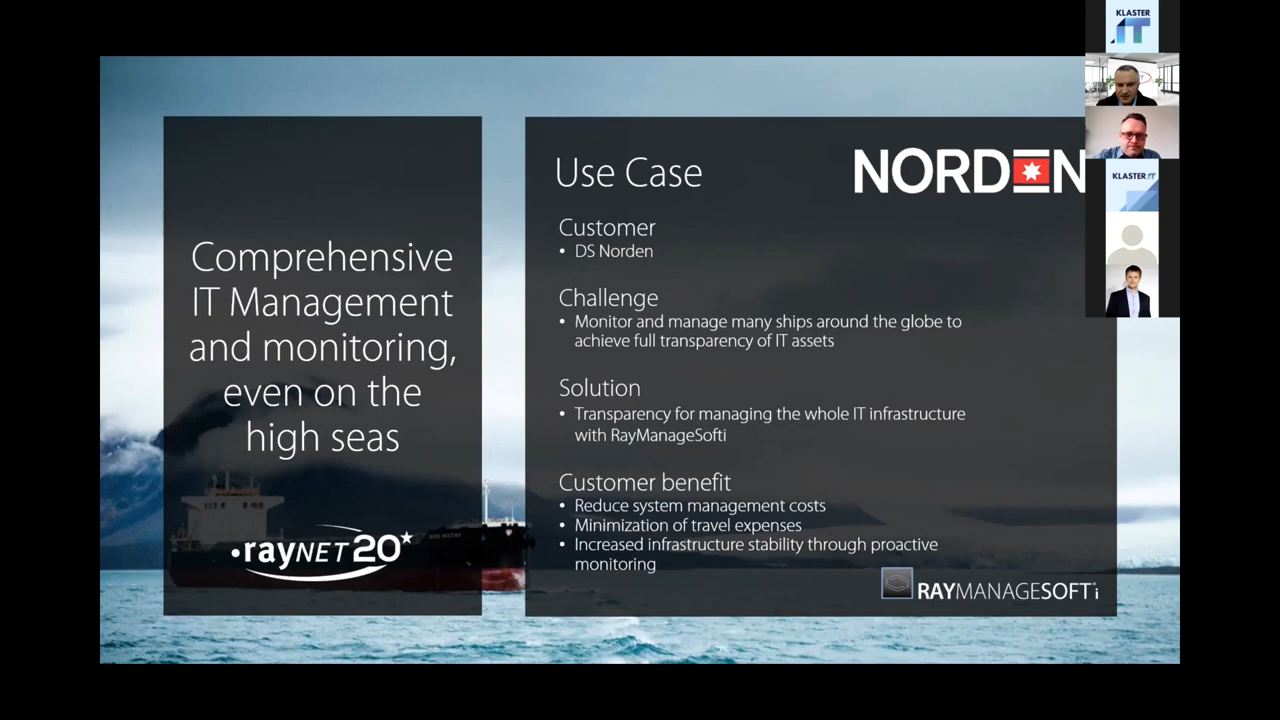 Comprehensive
IT Management
and monitoring,
even on the
high seas
•rayNET20
Use Case
NORDEN
Customer
• DS Norden
Challenge
• Monitor and manage many ships around the globe to
achieve full transparency of IT assets
Solution
• Transparency for managing the whole IT infrastructure
with RayManageSofti
Customer benefit
• Reduce system management costs
• Minimization of travel expenses
• Increased infrastructure stability through proactive
monitoring
RAYMANAGESOFTi
KLASTER
IT
KLASTER.IT